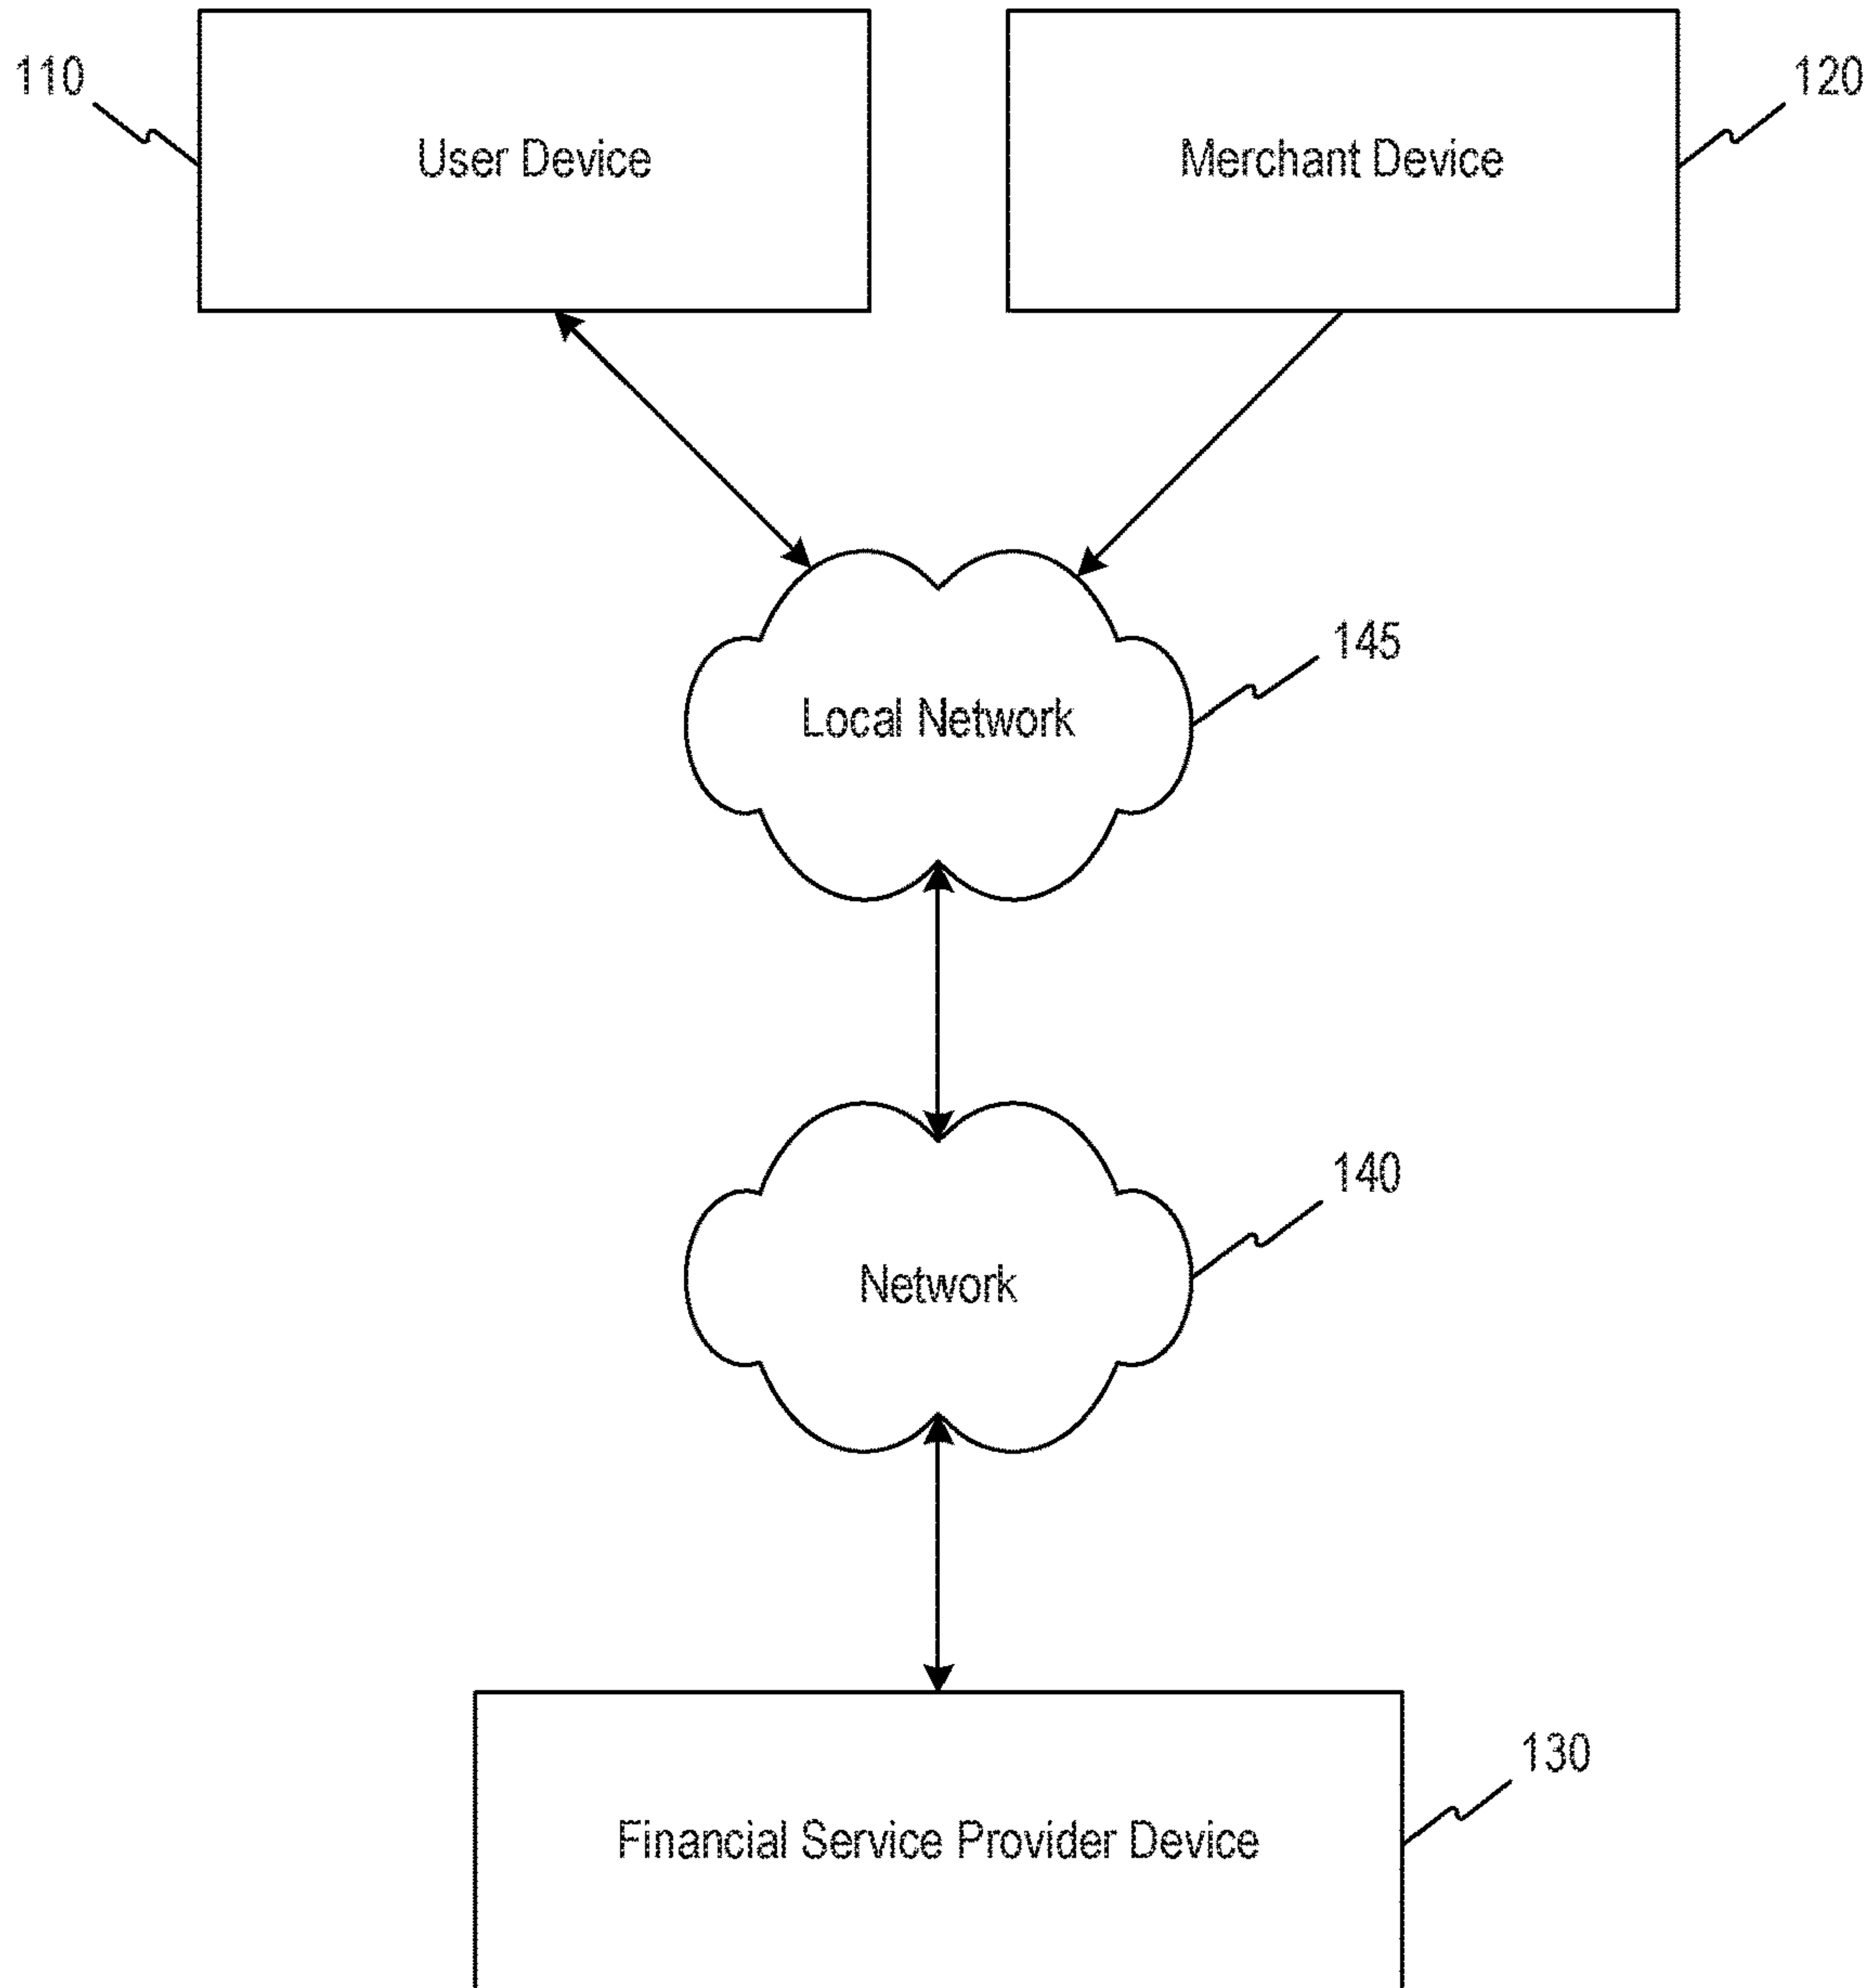 110
User Device
Merchant Device
120
Local Network
145
Network
140
Financial Service Provider Device
130